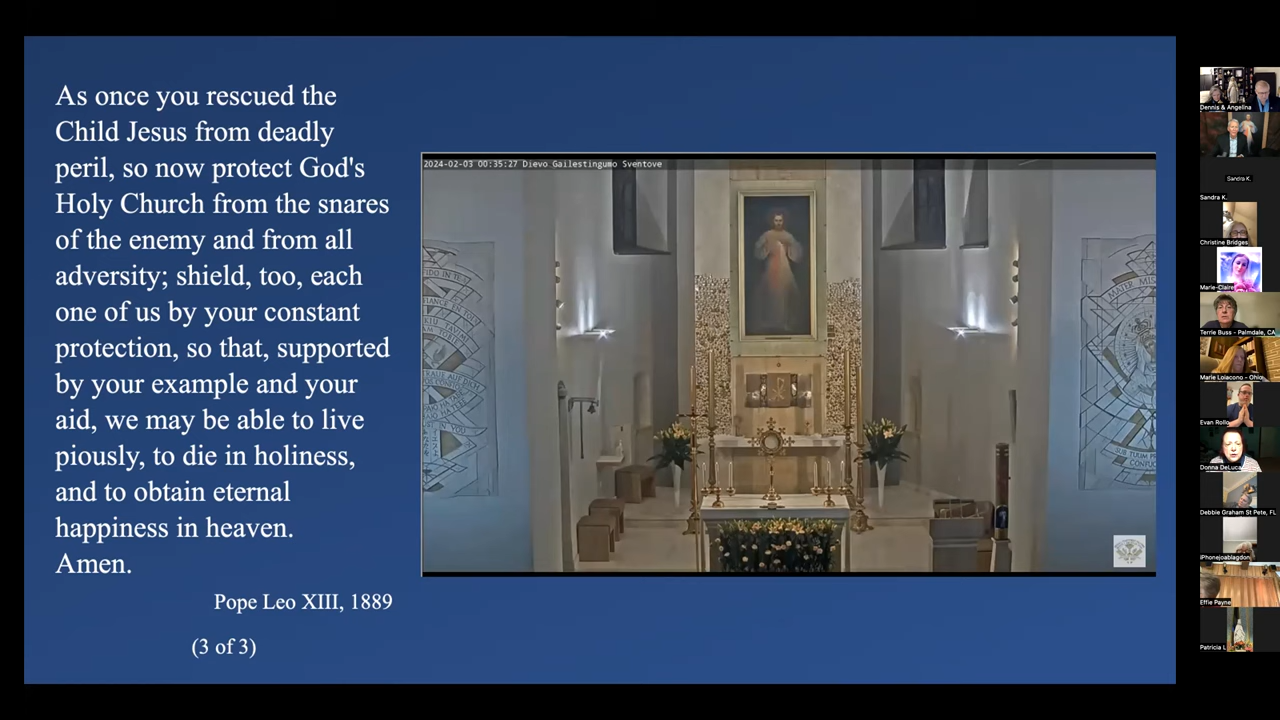 As once you rescued the
Child Jesus from deadly
peril, so now protect God's
Holy Church from the snares
of the enemy and from all
adversity; shield, too, each
one of us by your constant
protection, so that, supported
by your example and your
aid, we may be able to live
piously, to die in holiness,
and to obtain eternal
happiness in heaven.
Amen.
Pope Leo XIII, 1889
(3 of 3)
2024-02-03 00:35:27 Dievo Gailestingumo Sventove
Dennis & Angelina
Sandra K.
Sandra K.
Christine Bridges
Marie-Claire
Terrie Buss - Palmdale, CA
Marie Loiacono - Ohio
Evan Rollo
Donna DeLuca
Debbie Graham St Pete, FL
iPhonejoablagdon
Effie Payne
Patricia L